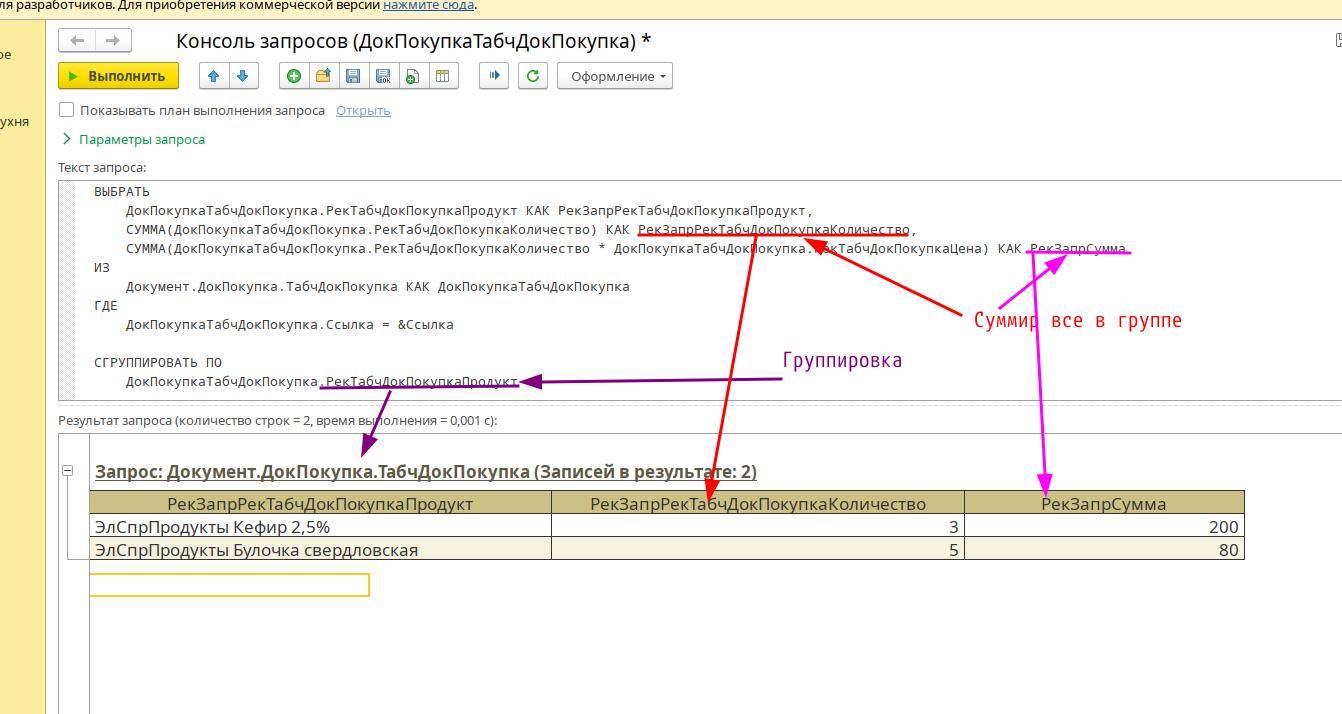 ля разработчиков. Для приобретения коммерческой версии нажмите сюда.
Консоль запросов (ДокПокупкаТабчДокПокупка) *
Выполнить
Оформление
Показывать план выполнения запроса Открыть
ухня
Параметры запроса
Текст запроса:
ВЫБРАТЬ
ДокПокупкаТабчДокПокупка.РекТабчДокПокупкаПродукт КАК РекЗапрРекТабчДокПокупкаПродукт,
СУММА(ДокПокупкаТабчДокПокупка.РекТабчДокПокупкаКоличество) КАК РекЗапрРекТабчДокПокупкаКоличество,
СУММА(ДокПокупкаТабчДокПокупка.РекТабчДокПокупкаКоличество * ДокПокупкаТабчДокПокупка.РекТабчДокПокупкаЦена) КАК РекЗапрСумма
ИЗ
Документ.ДокПокупка.ТабчДокПокупка КАК ДокПокупкаТабчДокПокупка
ГДЕ
ДокПокупкаТабчДокПокупка.Ссылка = &Ссылка
Суммир все в группе
Группировка
СГРУППИРОВАТЬ ПО
ДокПокупкаТабчДокПокупка.РекТабчДокПокупкаПродукт
Результат запроса (количество строк = 2, время выполнения = 0,001 с):
Запрос: Документ.ДокПокупка.ТабчДокПокупка (Записей в результате: 2)
РекЗапрРекТабчДокПокупкаПродукт РекЗапрРекТабчДокПокупкаКоличество РекЗапрСумма
ЭлСпрПродукты Кефир 2,5% 3 200
ЭлСпрПродукты Булочка свердловская 5 80